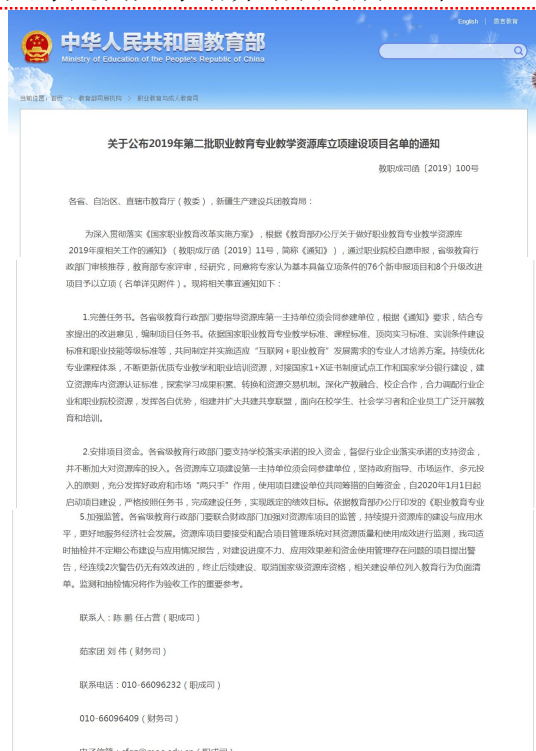 English | 语言教育
中华人民共和国教育部
Ministry of Education of the People's Republic of China
当前位置：首页 > 教育部司局机构 > 职业教育与成人教育司
关于公布2019年第二批职业教育专业教学资源库立项建设项目名单的通知
教职成司函〔2019〕100号
各省、自治区、直辖市教育厅（教委），新疆生产建设兵团教育局：
为深入贯彻落实《国家职业教育改革实施方案》，根据《教育部办公厅关于做好职业教育专业教学资源库
2019年度相关工作的通知》（教职成厅函〔2019〕11号，简称《通知》），通过职业院校自愿申报，省级教育行
政部门审核推荐，教育部专家评审，经研究，同意将专家认为基本具备立项条件的76个新申报项目和8个升级改进
项目予以立项（名单详见附件）。现将相关事宜通知如下：
1.完善任务书。各省级教育行政部门要指导资源库第一主持单位须会同参建单位，根据《通知》要求，结合专
家提出的改进意见，编制项目任务书。依据国家职业教育专业教学标准、课程标准、顶岗实习标准、实训条件建设
标准和职业技能等级标准等，共同制定并实施适应“互联网+职业教育”发展需求的专业人才培养方案。持续优化
专业课程体系，不断更新优质专业教学和职业培训资源，对接国家1+X证书制度试点工作和国家学分银行建设，建
立资源库内资源认证标准，探索学习成果积累、转换和资源交易机制。深化产教融合、校企合作，合力调配行业企
业和职业院校资源，发挥各自优势，组建并扩大共建共享联盟，面向在校学生、社会学习者和企业员工广泛开展教
育和培训。
2.安排项目资金。各省级教育行政部门要支持学校落实承诺的投入资金，督促行业企业落实承诺的支持资金，
并不断加大对资源库的投入。各资源库立项建设第一主持单位须会同参建单位，坚持政府指导、市场运作、多元投
入的原则，充分发挥好政府和市场“两只手”作用，使用项目建设单位共同筹措的自筹资金，自2020年1月1日起
启动项目建设，严格按照任务书，完成建设任务，实现既定的绩效目标。依据教育部办公厅印发的《职业教育专业
5.加强监管。各省级教育行政部门要联合财政部门加强对资源库项目的监管，持续提升资源库的建设与应用水
平，更好地服务经济社会发展。资源库项目要接受和配合项目管理系统对其资源质量和使用成效进行监测，我司适
时抽检并不定期公布建设与应用情况报告，对建设进度不力、应用效果差和资金使用管理存在问题的项目提出警
告，经连续2次警告仍无有效改进的，终止后续建设、取消国家级资源库资格，相关建设单位列入教育行为负面清
单。监测和抽检情况将作为验收工作的重要参考。
联系人：陈 鹏 任占营（职成司）
茹家团 刘 伟（财务司）
联系电话：010-66096232（职成司）
010-66096409（财务司）